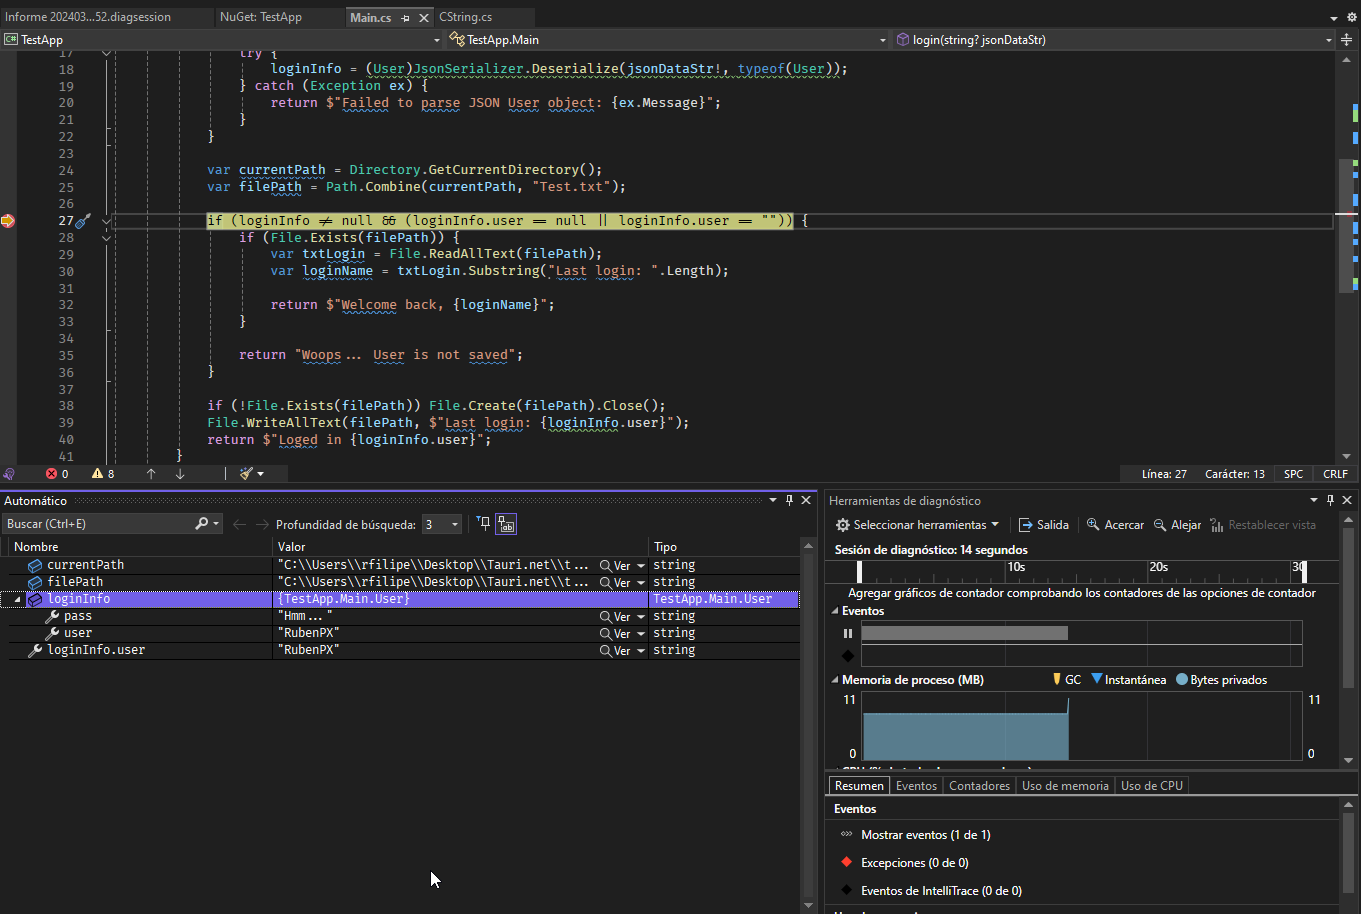 Informe 202403...52.diagsession
NuGet: TestApp
Main.cs
CString.cs
C# TestApp
TestApp.Main
login(string? jsonDataStr)
17 try {
18 loginInfo = (User)JsonSerializer.Deserialize(jsonDataStr!, typeof(User));
19 } catch (Exception ex) {
20 return $"Failed to parse JSON User object: {ex.Message}";
21 }
22 }
23
24 var currentPath = Directory.GetCurrentDirectory();
25 var filePath = Path.Combine(currentPath, "Test.txt");
26
27 if (loginInfo ≠ null && (loginInfo.user == null || loginInfo.user == "")) {
28 if (File.Exists(filePath)) {
29 var txtLogin = File.ReadAllText(filePath);
30 var loginName = txtLogin.Substring("Last login: ".Length);
31
32 return $"Welcome back, {loginName}";
33 }
34
35 return "Woops... User is not saved";
36 }
37
38 if (!File.Exists(filePath)) File.Create(filePath).Close();
39 File.WriteAllText(filePath, $"Last login: {loginInfo.user}");
40 return $"Loged in {loginInfo.user}";
41 }
0 8 Línea: 27 Carácter: 13 SPC CRLF
Automático
Buscar (Ctrl+E) Profundidad de búsqueda: 3
Nombre Valor Tipo
currentPath "C:\\Users\\rfilipe\\Desktop\\Tauri.net\\t... Ver string
filePath "C:\\Users\\rfilipe\\Desktop\\Tauri.net\\t... Ver string
loginInfo {TestApp.Main.User} TestApp.Main.User
pass "Hmm..." Ver string
user "RubenPX" Ver string
loginInfo.user "RubenPX" Ver string
Herramientas de diagnóstico
Seleccionar herramientas Salida Acercar Alejar Restablecer vista
Sesión de diagnóstico: 14 segundos
10s 20s 30
Agregar gráficos de contador comprobando los contadores de las opciones de contador
Eventos
Memoria de proceso (MB) GC Instantánea Bytes privados
11 11
0 0
Resumen Eventos Contadores Uso de memoria Uso de CPU
Eventos
Mostrar eventos (1 de 1)
Excepciones (0 de 0)
Eventos de IntelliTrace (0 de 0)